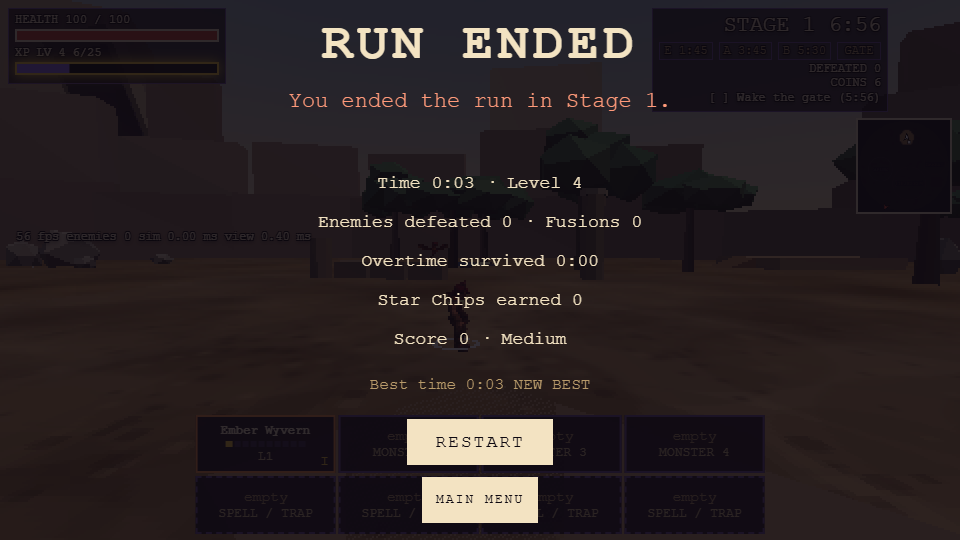 HEALTH 100 / 100
XP LV 4 6/25
RUN ENDED
You ended the run in Stage 1.
STAGE 1 6:56
E 1:45 A 3:45 B 5:30 GATE
DEFEATED 0
COINS 6
[ ] Wake the gate (5:56)
Time 0:03 · Level 4
Enemies defeated 0 · Fusions 0
56 fps enemies 0 sim 0.00 ms view 0.40 ms
Overtime survived 0:00
Star Chips earned 0
Score 0 · Medium
Best time 0:03 NEW BEST
Ember Wyvern
L1
I
RESTART
empty
MONSTER 4
MAIN MENU
empty
SPELL / TRAP
empty
SPELL / TRAP